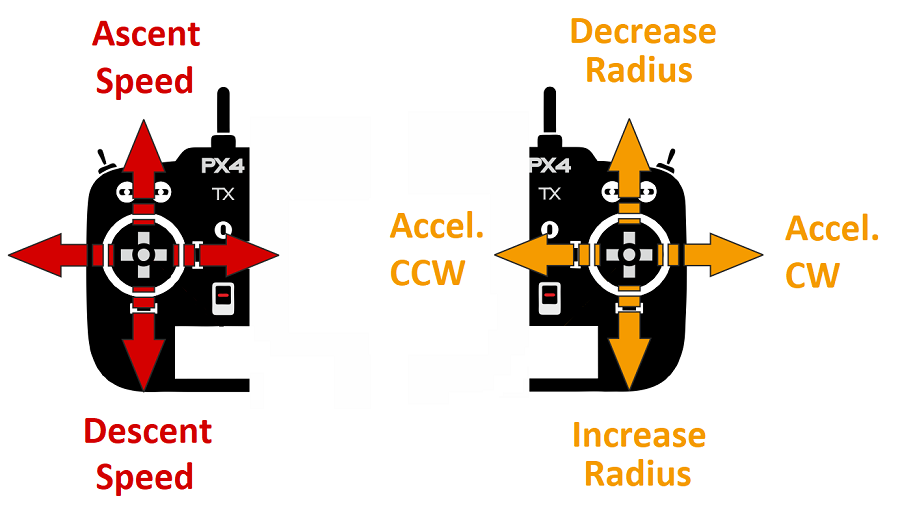 Ascent
Speed
Decrease
Radius
PX4
TX
PX4
TX
Accel.
CCW
Accel.
CW
Descent
Speed
Increase
Radius